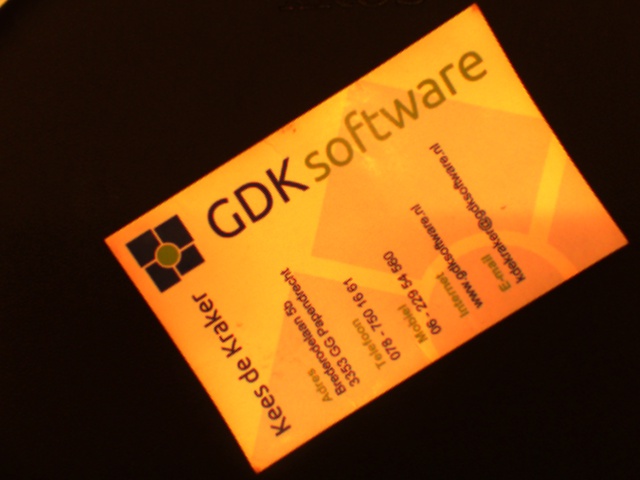 GDK software
Kees de Kraker
Adres
Brederodelaan 5b
3353 GG Papendrecht
Telefoon
078 - 750 16 61
Mobiel
06 - 229 54 560
Internet
www.gdksoftware.nl
E-mail
kdekraker@gdksoftware.nl